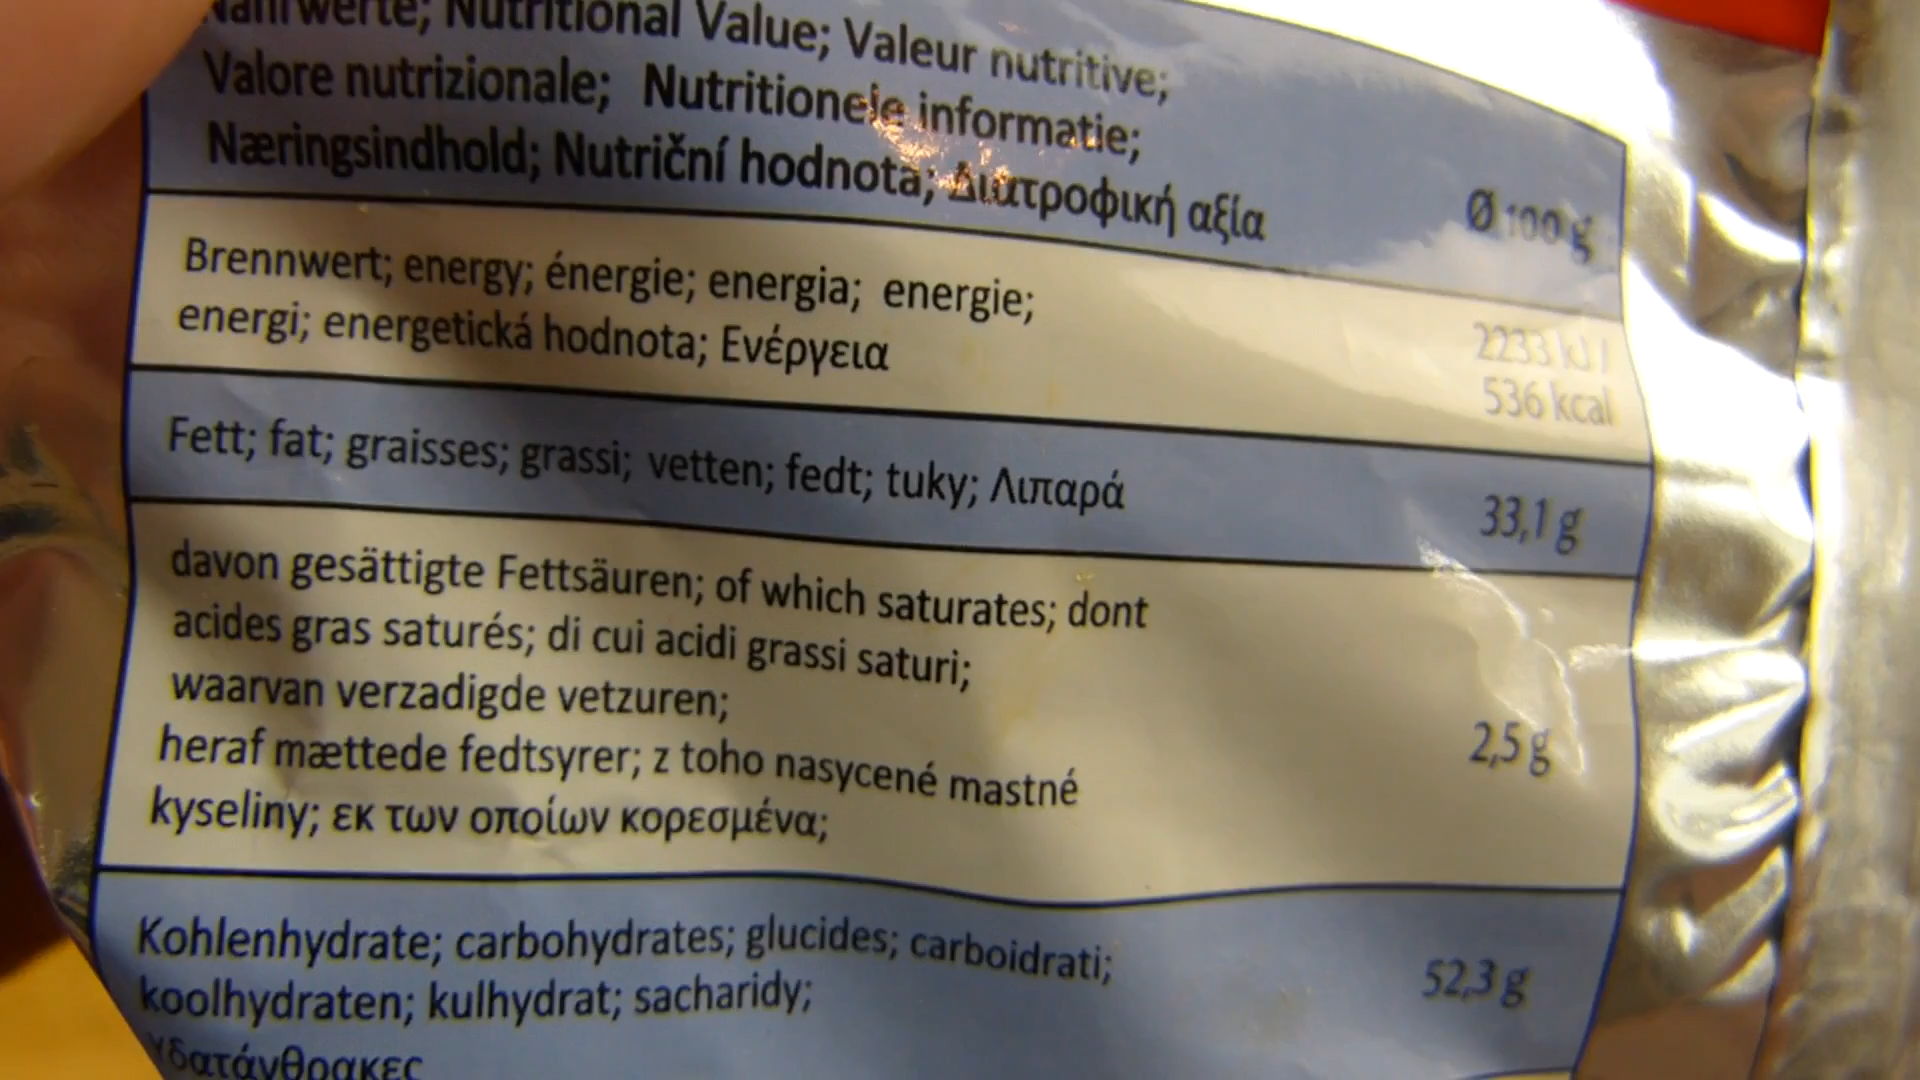 Nährwerte; Nutritional Value; Valeur nutritive;
Valore nutrizionale; Nutritionele informatie;
Næringsindhold; Nutriční hodnota; Διατροφική αξία
Ø 100 g
Brennwert; energy; énergie; energia; energie;
energi; energetická hodnota; Ενέργεια
2233 kJ /
536 kcal
Fett; fat; graisses; grassi; vetten; fedt; tuky; Λιπαρά
33,1 g
davon gesättigte Fettsäuren; of which saturates; dont
acides gras saturés; di cui acidi grassi saturi;
waarvan verzadigde vetzuren;
heraf mættede fedtsyrer; z toho nasycené mastné
kyseliny; εκ των οποίων κορεσμένα;
2,5 g
Kohlenhydrate; carbohydrates; glucides; carboidrati;
koolhydraten; kulhydrat; sacharidy;
Υδατάνθρακες
52,3 g